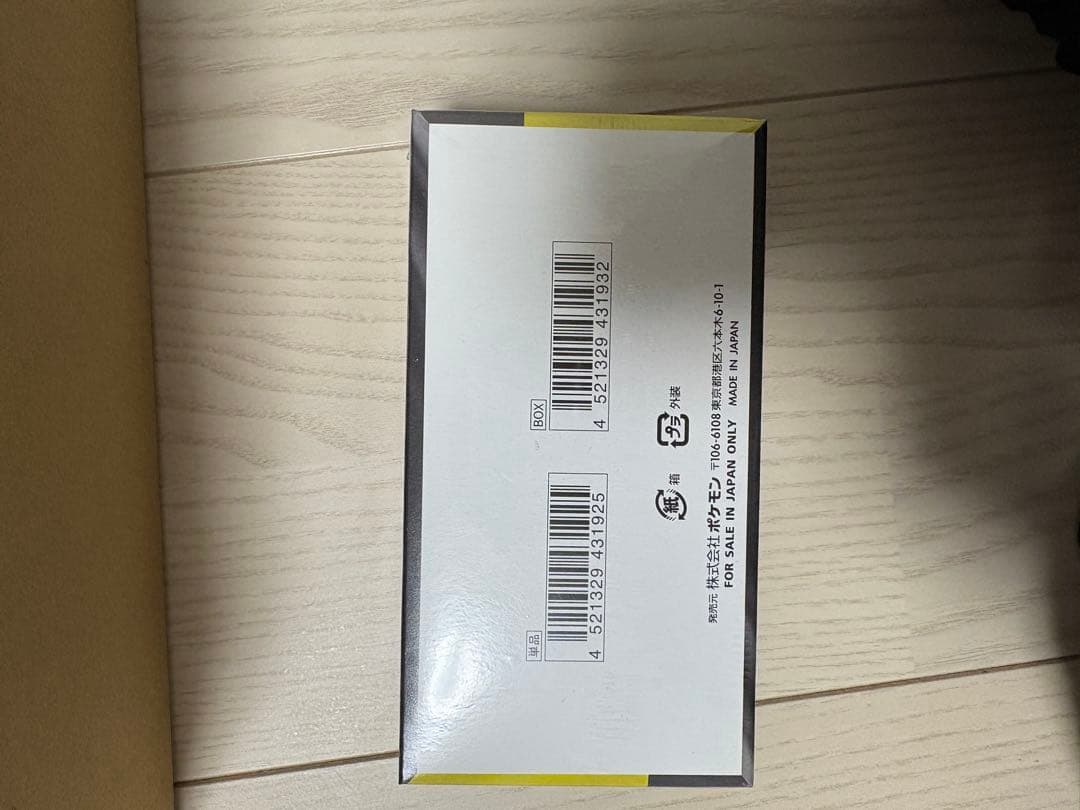 単品
4 521329 431925
BOX
4 521329 431932
紙 箱
プラ 外装
発売元 株式会社 ポケモン 〒106-6108 東京都港区六本木6-10-1
FOR SALE IN JAPAN ONLY MADE IN JAPAN